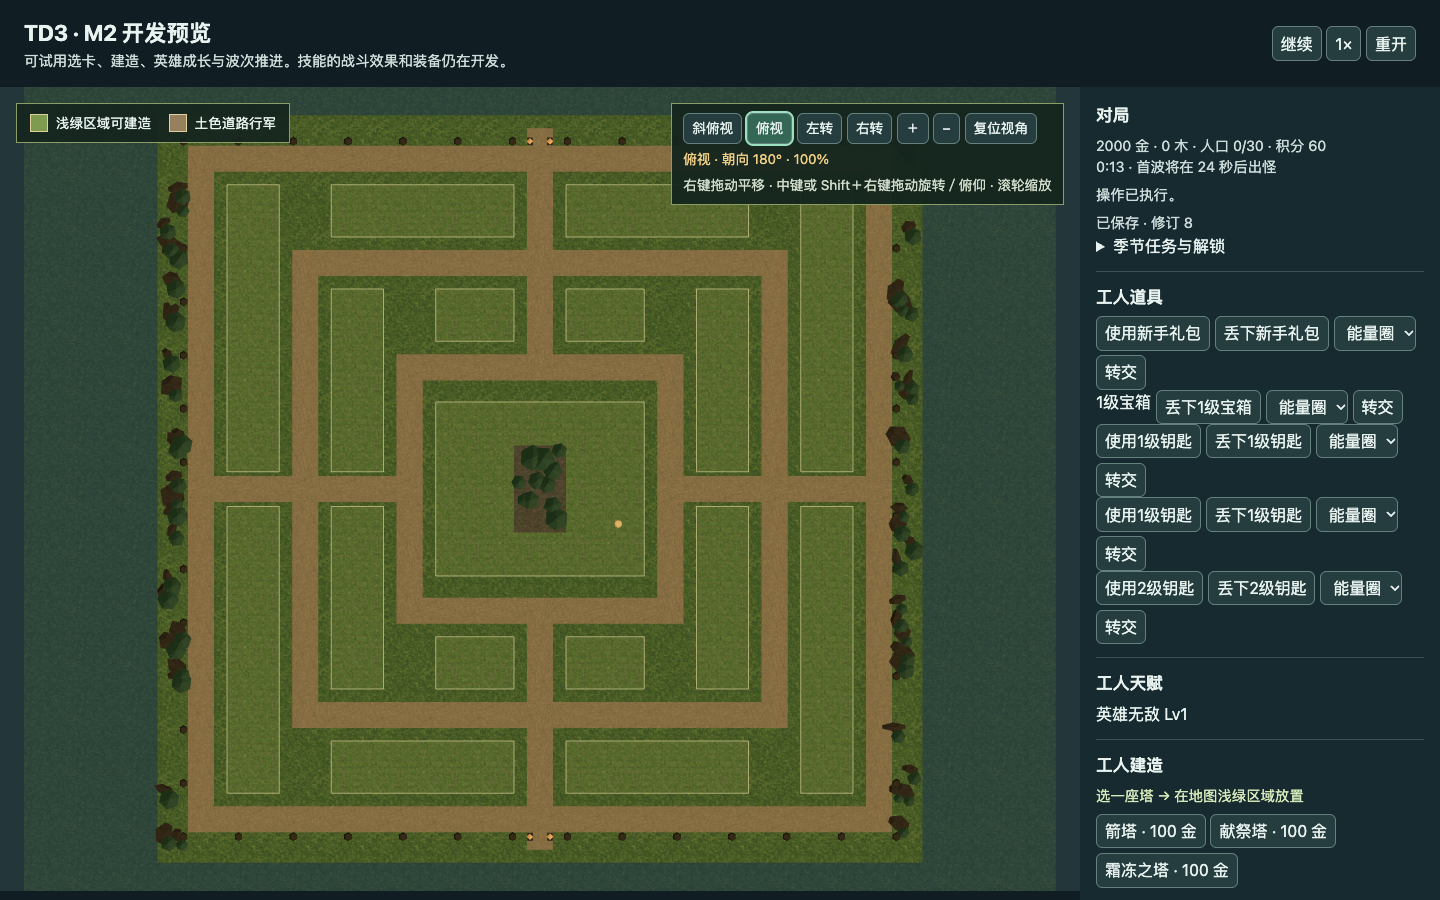 TD3 · M2 开发预览
可试用选卡、建造、英雄成长与波次推进。技能的战斗效果和装备仍在开发。
继续 1× 重开
浅绿区域可建造 土色道路行军
斜俯视 俯视 左转 右转 + − 复位视角
俯视 · 朝向 180° · 100%
右键拖动平移 · 中键或 Shift＋右键拖动旋转 / 俯仰 · 滚轮缩放
对局
2000 金 · 0 木 · 人口 0/30 · 积分 60
0:13 · 首波将在 24 秒后出怪
操作已执行。
已保存 · 修订 8
季节任务与解锁
工人道具
使用新手礼包 丢下新手礼包 能量圈
转交
1级宝箱 丢下1级宝箱 能量圈 转交
使用1级钥匙 丢下1级钥匙 能量圈
转交
使用1级钥匙 丢下1级钥匙 能量圈
转交
使用2级钥匙 丢下2级钥匙 能量圈
转交
工人天赋
英雄无敌 Lv1
工人建造
选一座塔 → 在地图浅绿区域放置
箭塔 · 100 金 献祭塔 · 100 金
霜冻之塔 · 100 金